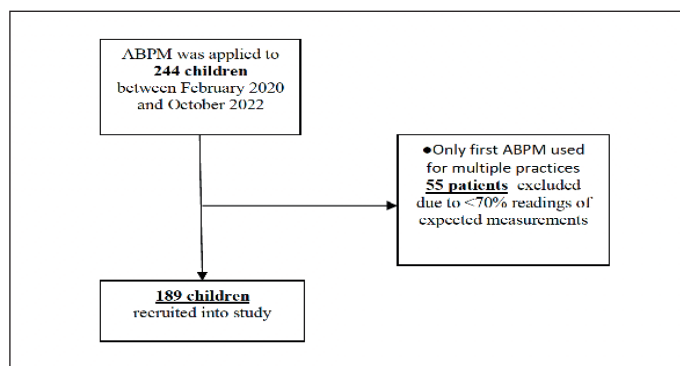 ABPM was applied to
244 children
between February 2020
and October 2022
●Only first ABPM used
for multiple practices
55 patients excluded
due to <70% readings of
expected measurements
189 children
recruited into study